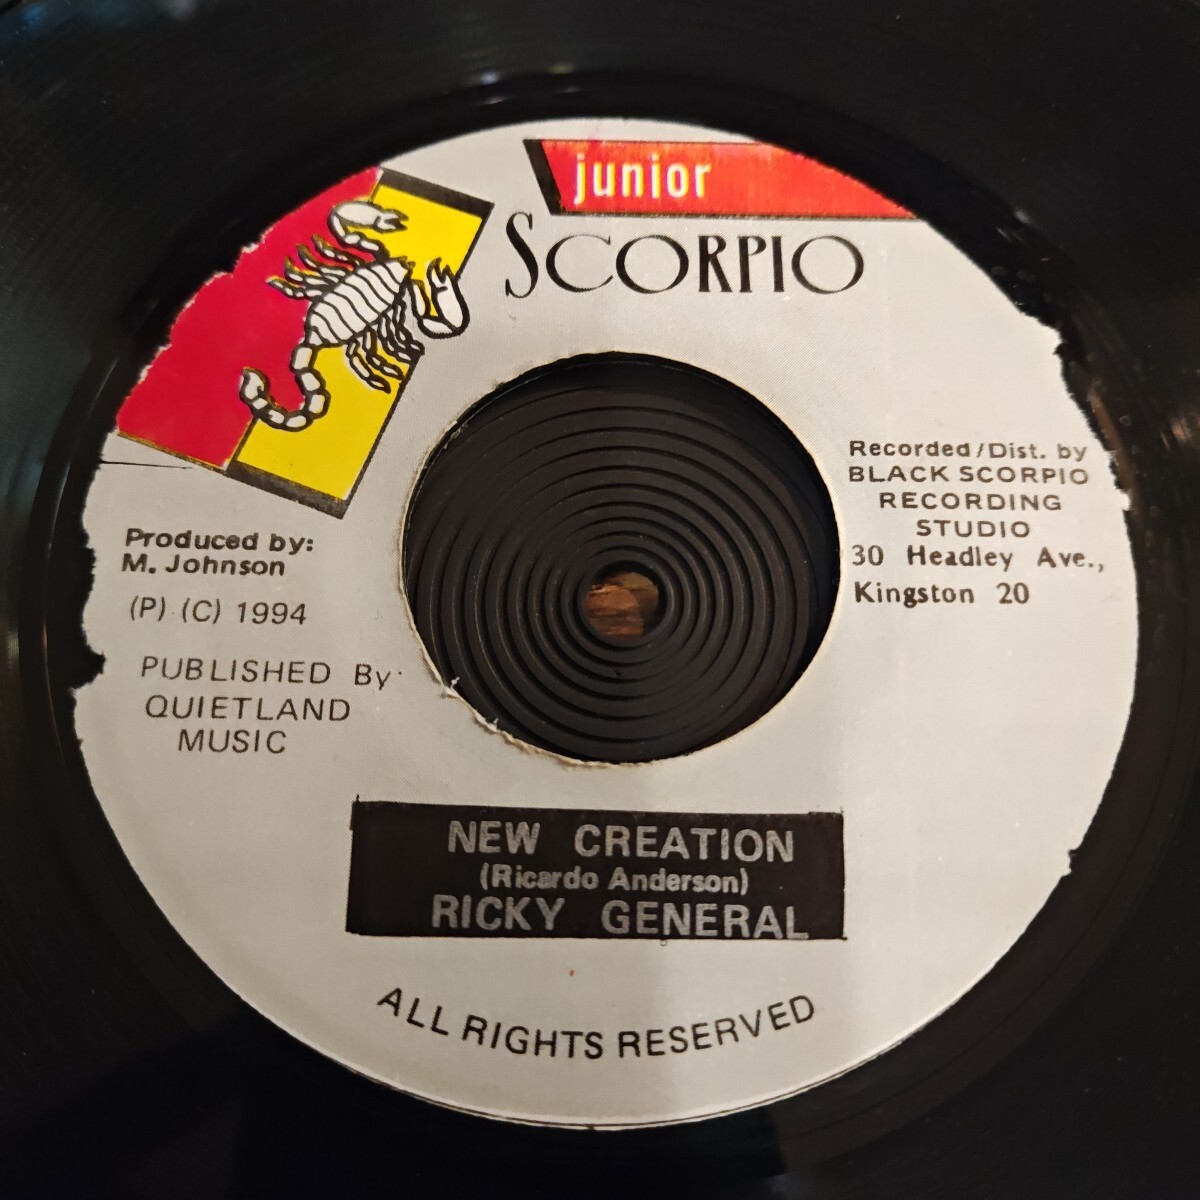 junior
SCORPIO
Recorded/Dist. by
BLACK SCORPIO
RECORDING
STUDIO
30 Headley Ave.,
Kingston 20
Produced by:
M. Johnson
(P) (C) 1994
PUBLISHED By
QUIETLAND
MUSIC
NEW CREATION
(Ricardo Anderson)
RICKY GENERAL
ALL RIGHTS RESERVED